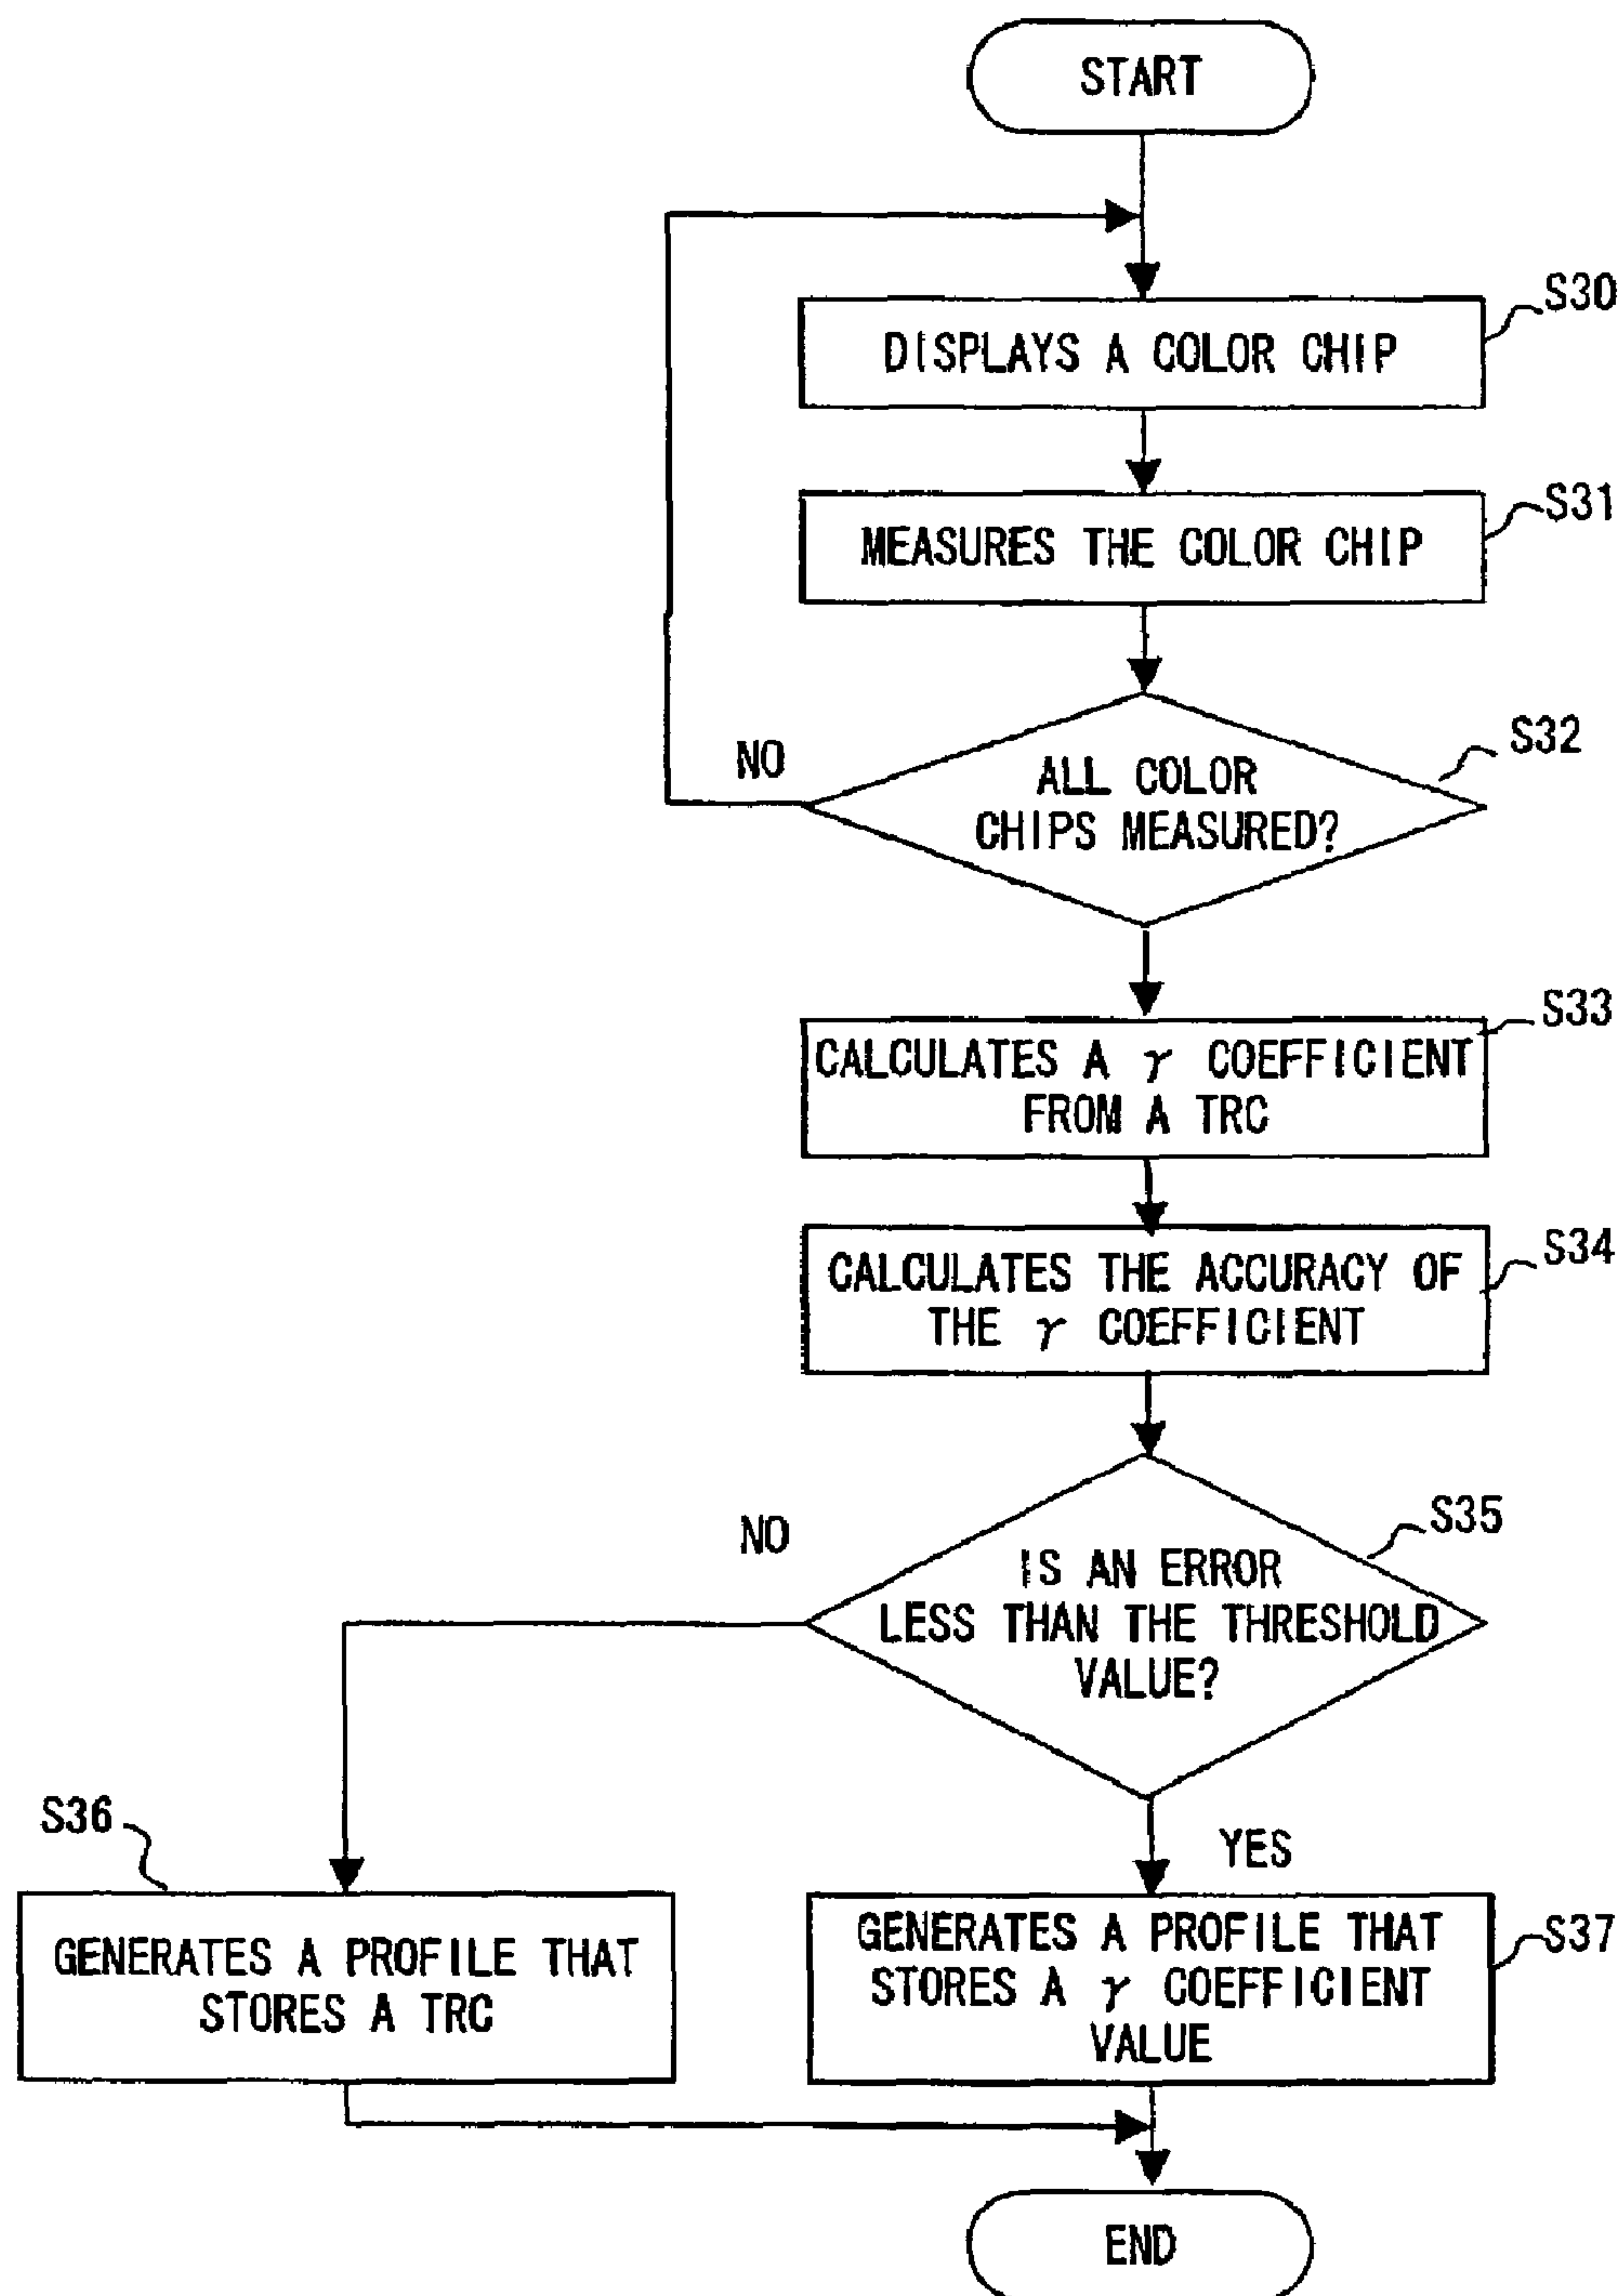 START
S30
DISPLAYS A COLOR CHIP
S31
MEASURES THE COLOR CHIP
S32
NO
ALL COLOR
CHIPS MEASURED?
S33
CALCULATES A γ COEFFICIENT
FROM A TRC
S34
CALCULATES THE ACCURACY OF
THE γ COEFFICIENT
S35
NO
IS AN ERROR
LESS THAN THE THRESHOLD
VALUE?
S36
YES
GENERATES A PROFILE THAT
STORES A TRC
S37
GENERATES A PROFILE THAT
STORES A γ COEFFICIENT
VALUE
END